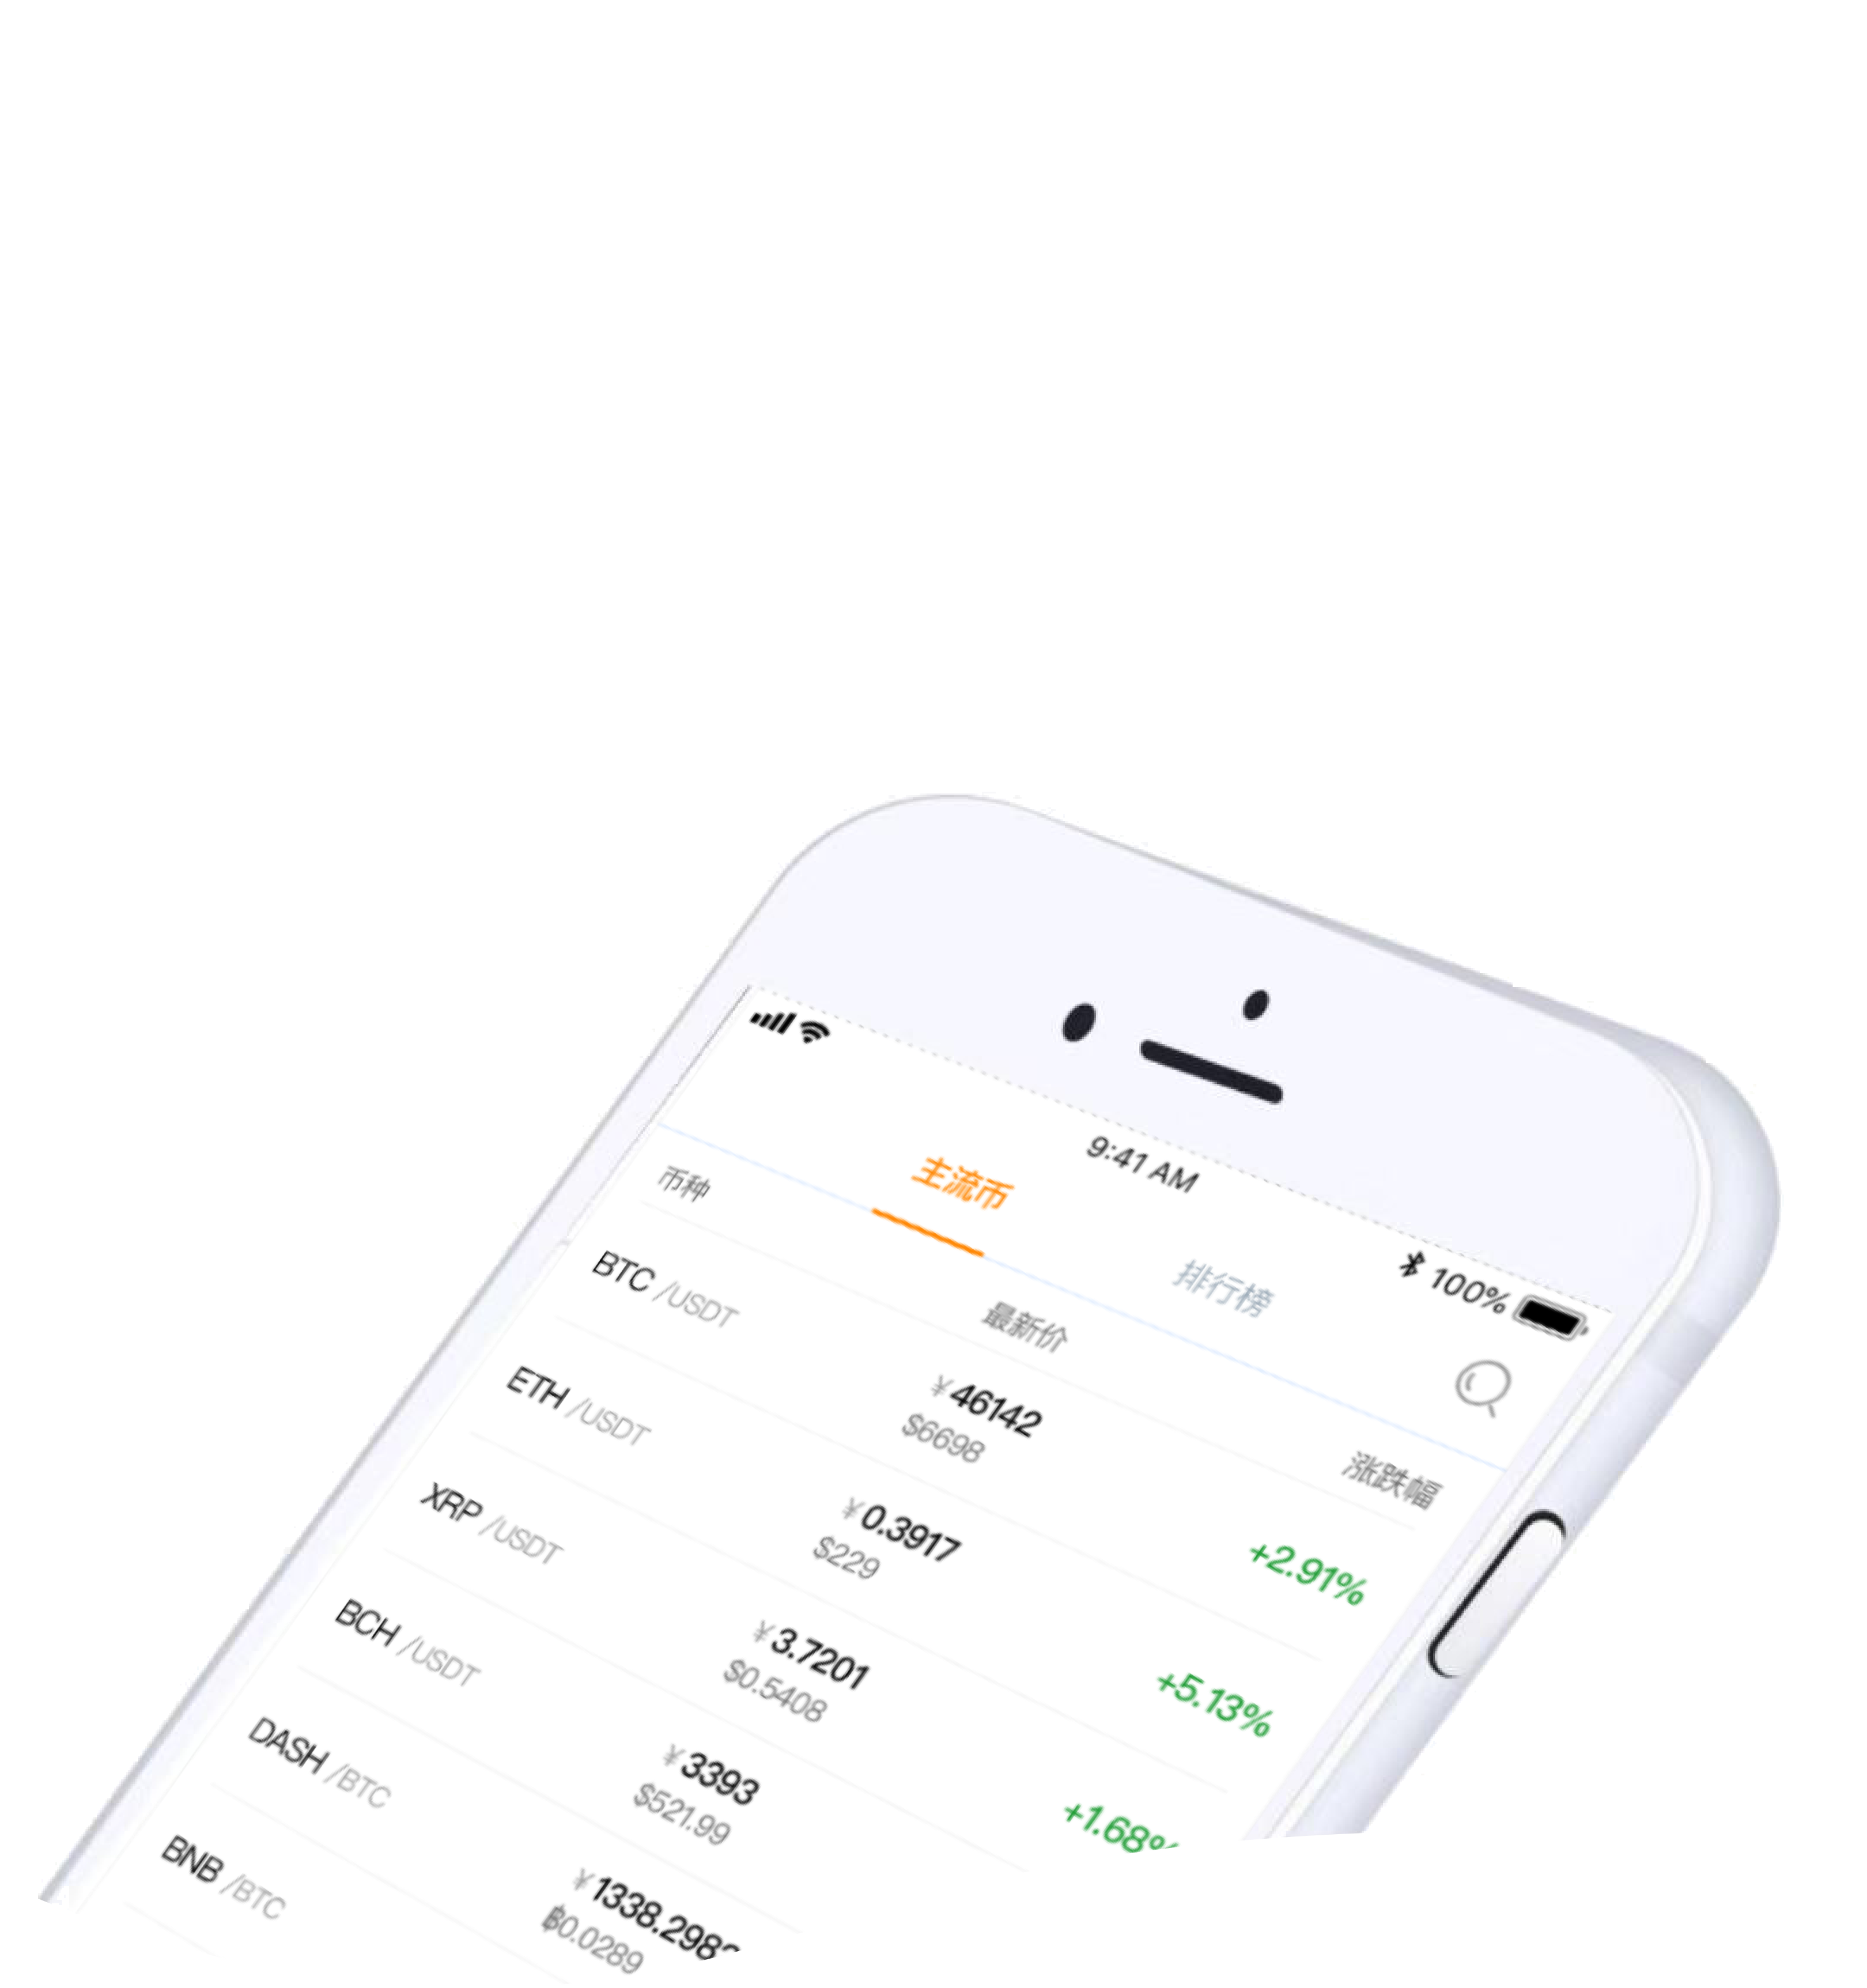 9:41 AM
100%
主流币
排行榜
币种
最新价
涨跌幅
BTC /USDT
¥46142
$6698
+2.91%
ETH /USDT
¥0.3917
$229
+5.13%
XRP /USDT
¥3.7201
$0.5408
+1.68%
BCH /USDT
¥3393
$521.99
DASH /BTC
¥1338.298
฿0.0289
BNB /BTC